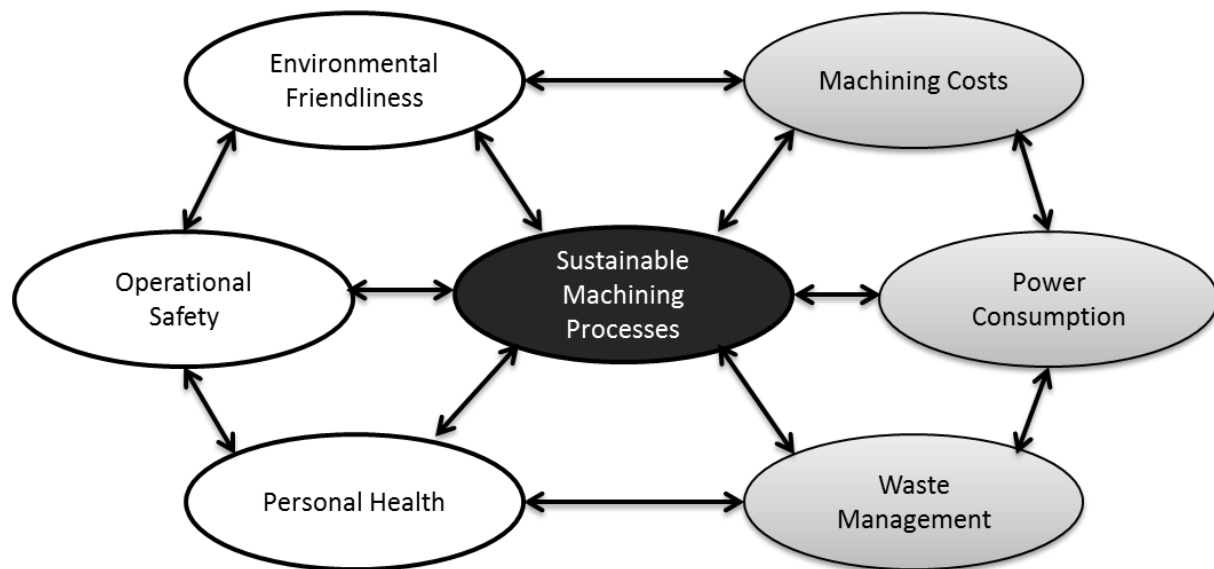 Environmental
Friendliness
Machining Costs
Operational
Safety
Sustainable
Machining
Processes
Power
Consumption
Personal Health
Waste
Management